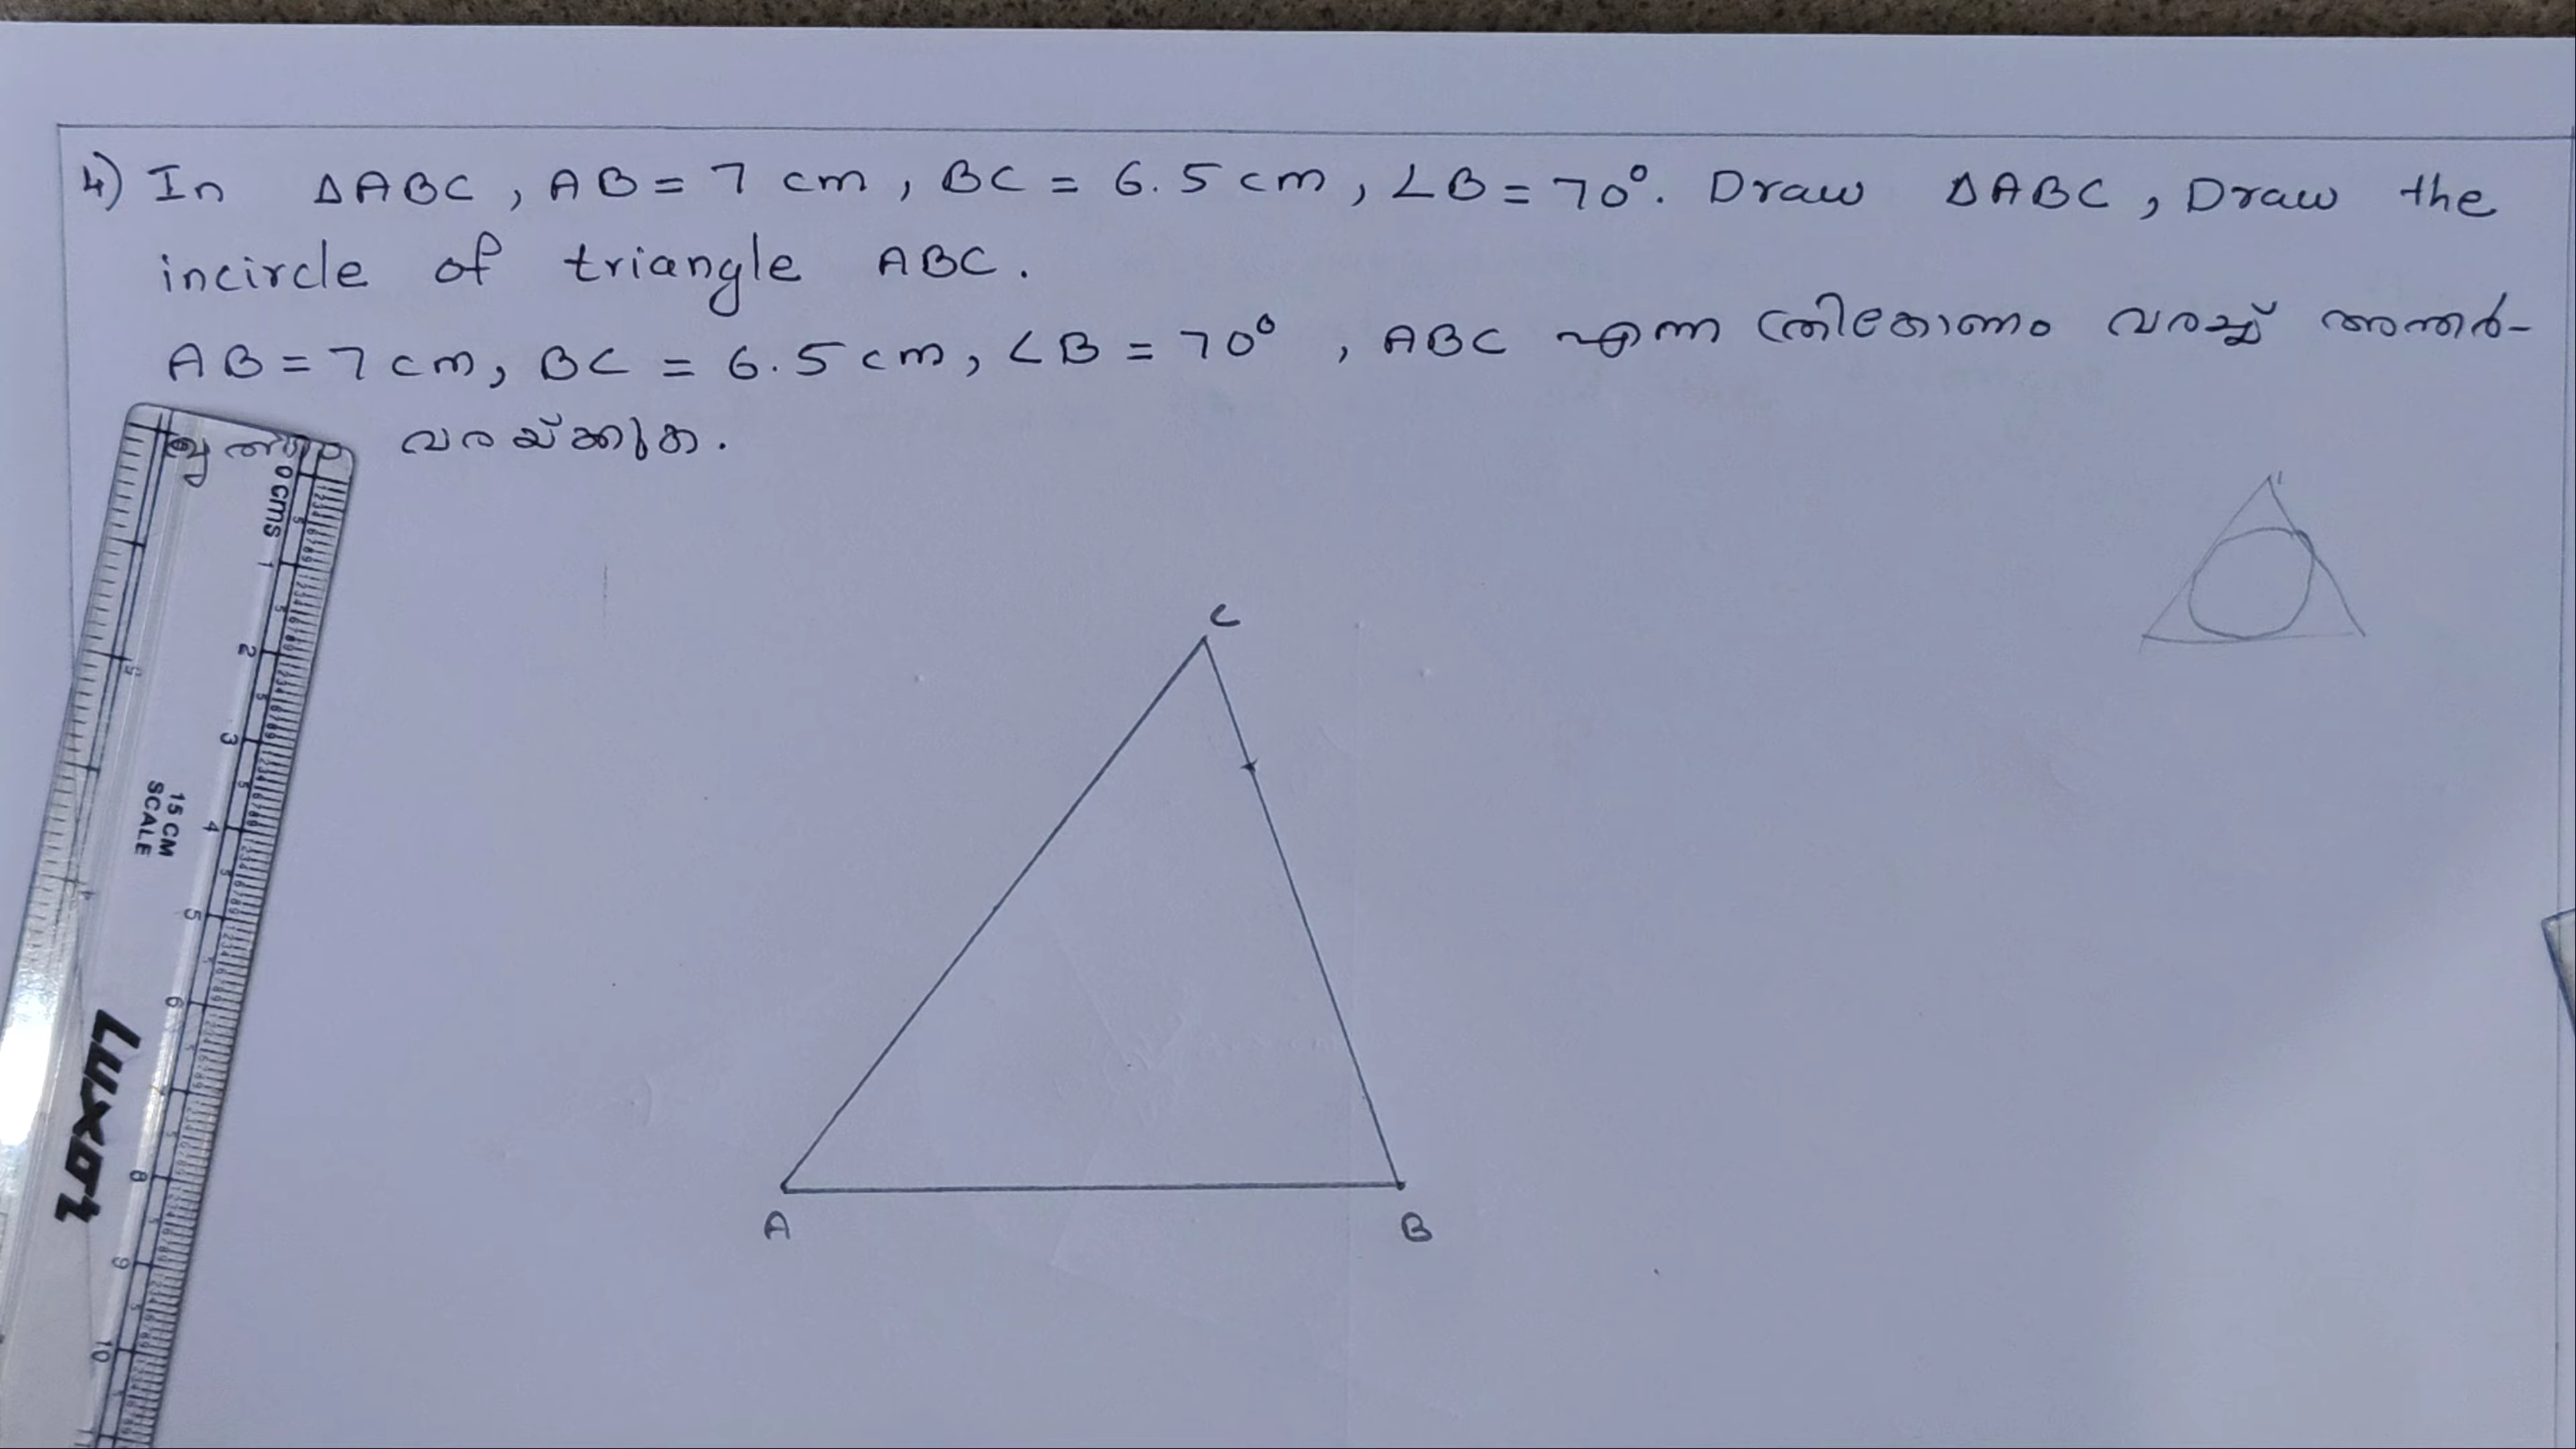 4) In ΔABC, AB = 7 cm, BC = 6.5 cm, ∠B = 70°. Draw ΔABC, Draw the
incircle of triangle ABC.
AB = 7 cm, BC = 6.5 cm, ∠B = 70°, ABC എന്ന ത്രികോണം വരച്ച് അന്തർ-
വൃത്തം വരയ്ക്കുക.
0 cms 1 2 3 4 5 6 8 9 10
15 CM
SCALE
Luxor
C
A B